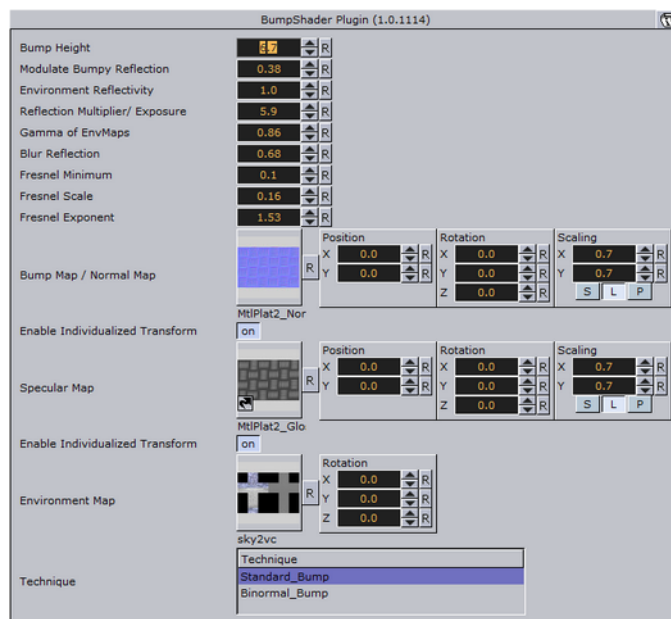 BumpShader Plugin (1.0.1114)
Bump Height 6.7 R
Modulate Bumpy Reflection 0.38 R
Environment Reflectivity 1.0 R
Reflection Multiplier/ Exposure 5.9 R
Gamma of EnvMaps 0.86 R
Blur Reflection 0.68 R
Fresnel Minimum 0.1 R
Fresnel Scale 0.16 R
Fresnel Exponent 1.53 R
Position Rotation Scaling
X 0.0 R X 0.0 R X 0.7 R
Bump Map / Normal Map R Y 0.0 R Y 0.0 R Y 0.7 R
Z 0.0 R S L P
MtlPlat2_Nor
Enable Individualized Transform on
Position Rotation Scaling
X 0.0 R X 0.0 R X 0.7 R
Specular Map R Y 0.0 R Y 0.0 R Y 0.7 R
Z 0.0 R S L P
MtlPlat2_Glo
Enable Individualized Transform on
Rotation
X 0.0 R
Environment Map R Y 0.0 R
Z 0.0 R
sky2vc
Technique
Technique Standard_Bump
Binormal_Bump